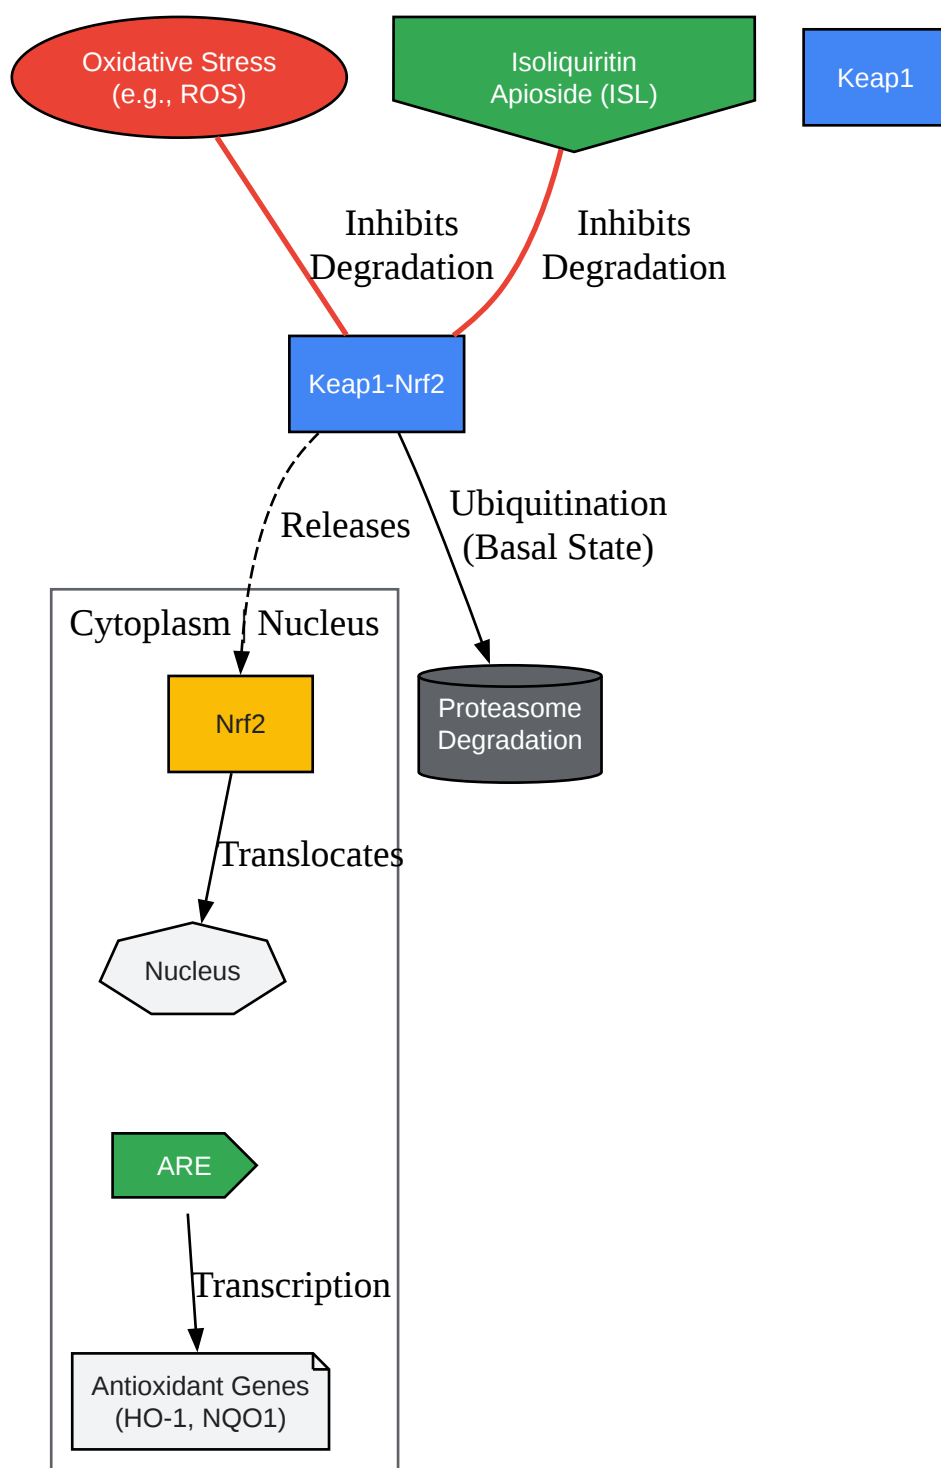 Oxidative Stress
(e.g., ROS)
Isoliquiritin
Apioside (ISL)
Keap1
Inhibits
Degradation
Inhibits
Degradation
Keap1-Nrf2
Releases
Ubiquitination
(Basal State)
Cytoplasm | Nucleus
Nrf2
Proteasome
Degradation
Translocates
Nucleus
ARE
Transcription
Antioxidant Genes
(HO-1, NQO1)